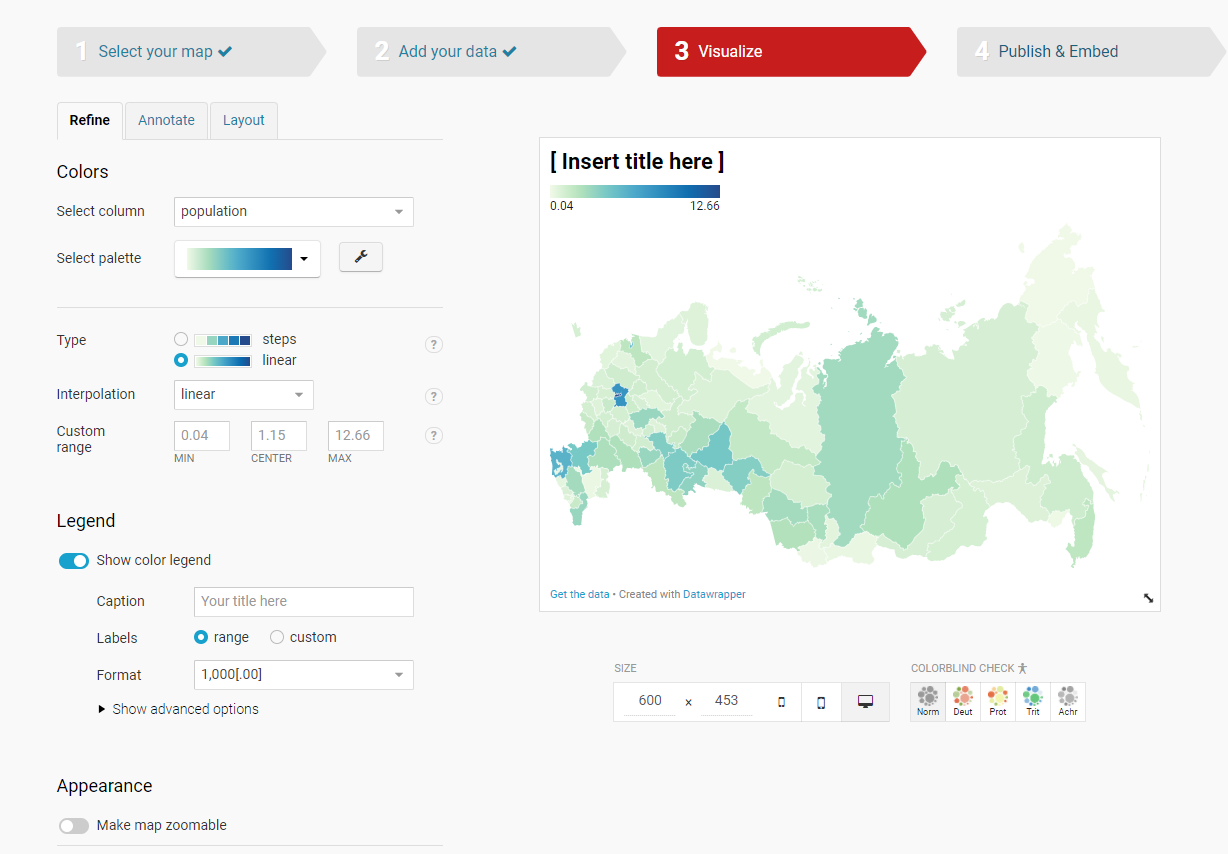 1 Select your map
2 Add your data
3 Visualize
4 Publish & Embed
Refine
Annotate
Layout
Colors
Select column
population
Select palette
Type
steps
linear
?
Interpolation
linear
?
Custom range
0.04
1.15
12.66
?
MIN
CENTER
MAX
Legend
Show color legend
Caption
Your title here
Labels
range
custom
Format
1,000[.00]
Show advanced options
Appearance
Make map zoomable
[ Insert title here ]
0.04
12.66
Get the data • Created with Datawrapper
SIZE
600 × 453
COLORBLIND CHECK
Norm
Deut
Prot
Trit
Achr